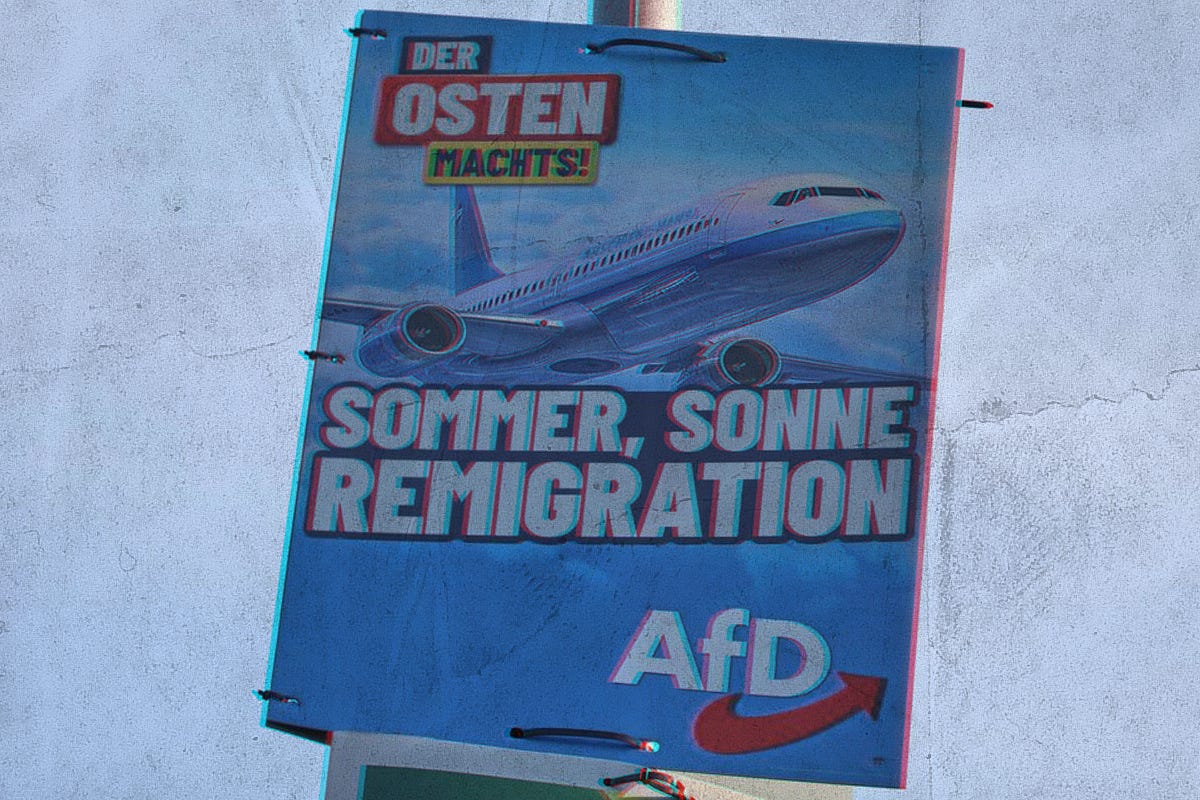 DER
OSTEN
MACHTS!
SOMMER, SONNE
REMIGRATION
AfD